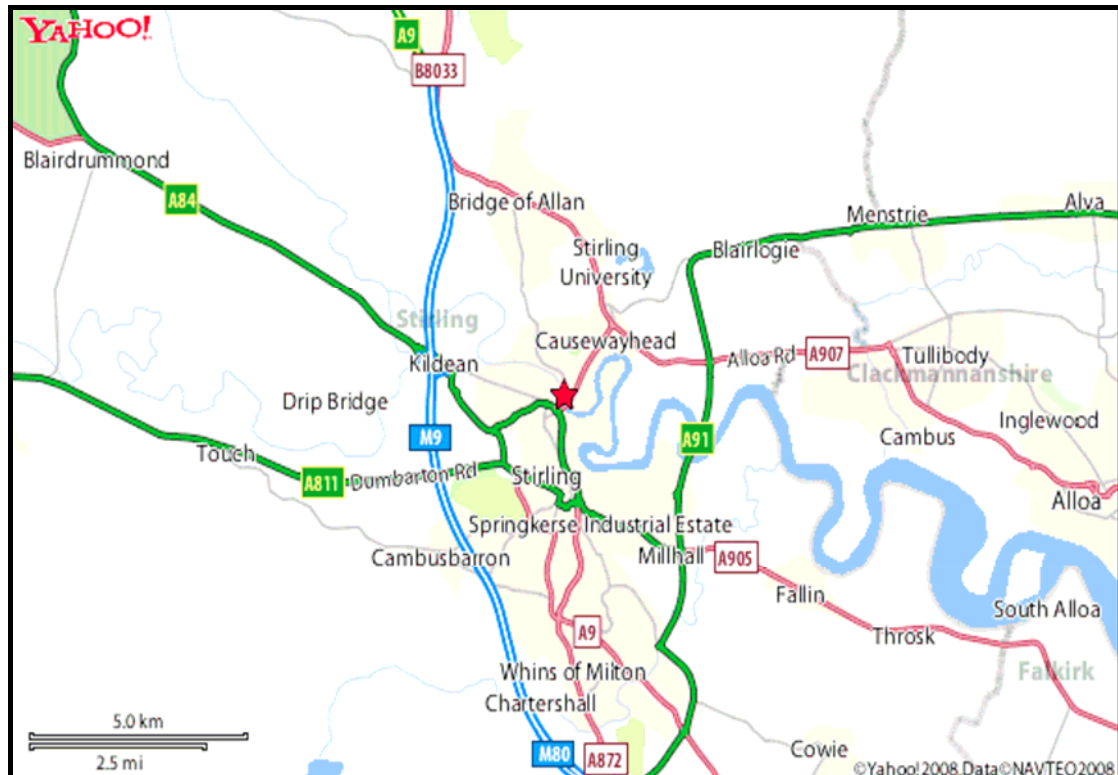 YAHOO!
A9
B8033
Blairdrummond
A84
Bridge of Allan
Alva
Menstrie
Stirling
University
Blairlogie
Stirling
Causewayhead
Kildean
Alloa Rd
A907
Tullibody
Clackmannanshire
Drip Bridge
Inglewood
M9
A91
Cambus
Touch
A811
Dumbarton Rd
Stirling
Alloa
Springkerse Industrial Estate
Cambusbarron
Millhall
A905
Fallin
South Alloa
A9
Throsk
Whins of Milton
Falkirk
Chartershall
5.0 km
2.5 mi
M80
A872
Cowie
©Yahoo!2008,Data©NAVTEQ2008